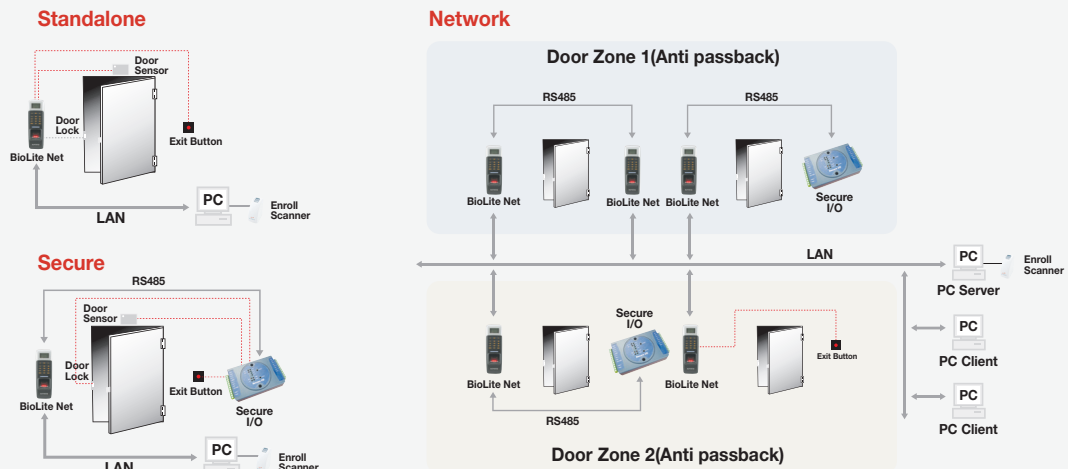 Standalone
Door
Sensor
Door
Lock
BioLite Net
Exit Button
LAN
PC
Enroll
Scanner
Secure
RS485
Door
Sensor
Door
Lock
BioLite Net
Exit Button
Secure
I/O
LAN
PC
Enroll
Scanner
Network
Door Zone 1(Anti passback)
RS485
RS485
BioLite Net
BioLite Net
BioLite Net
Secure
I/O
LAN
PC
Enroll
Scanner
PC Server
PC
PC Client
PC
PC Client
Secure
I/O
BioLite Net
BioLite Net
Exit Button
RS485
Door Zone 2(Anti passback)